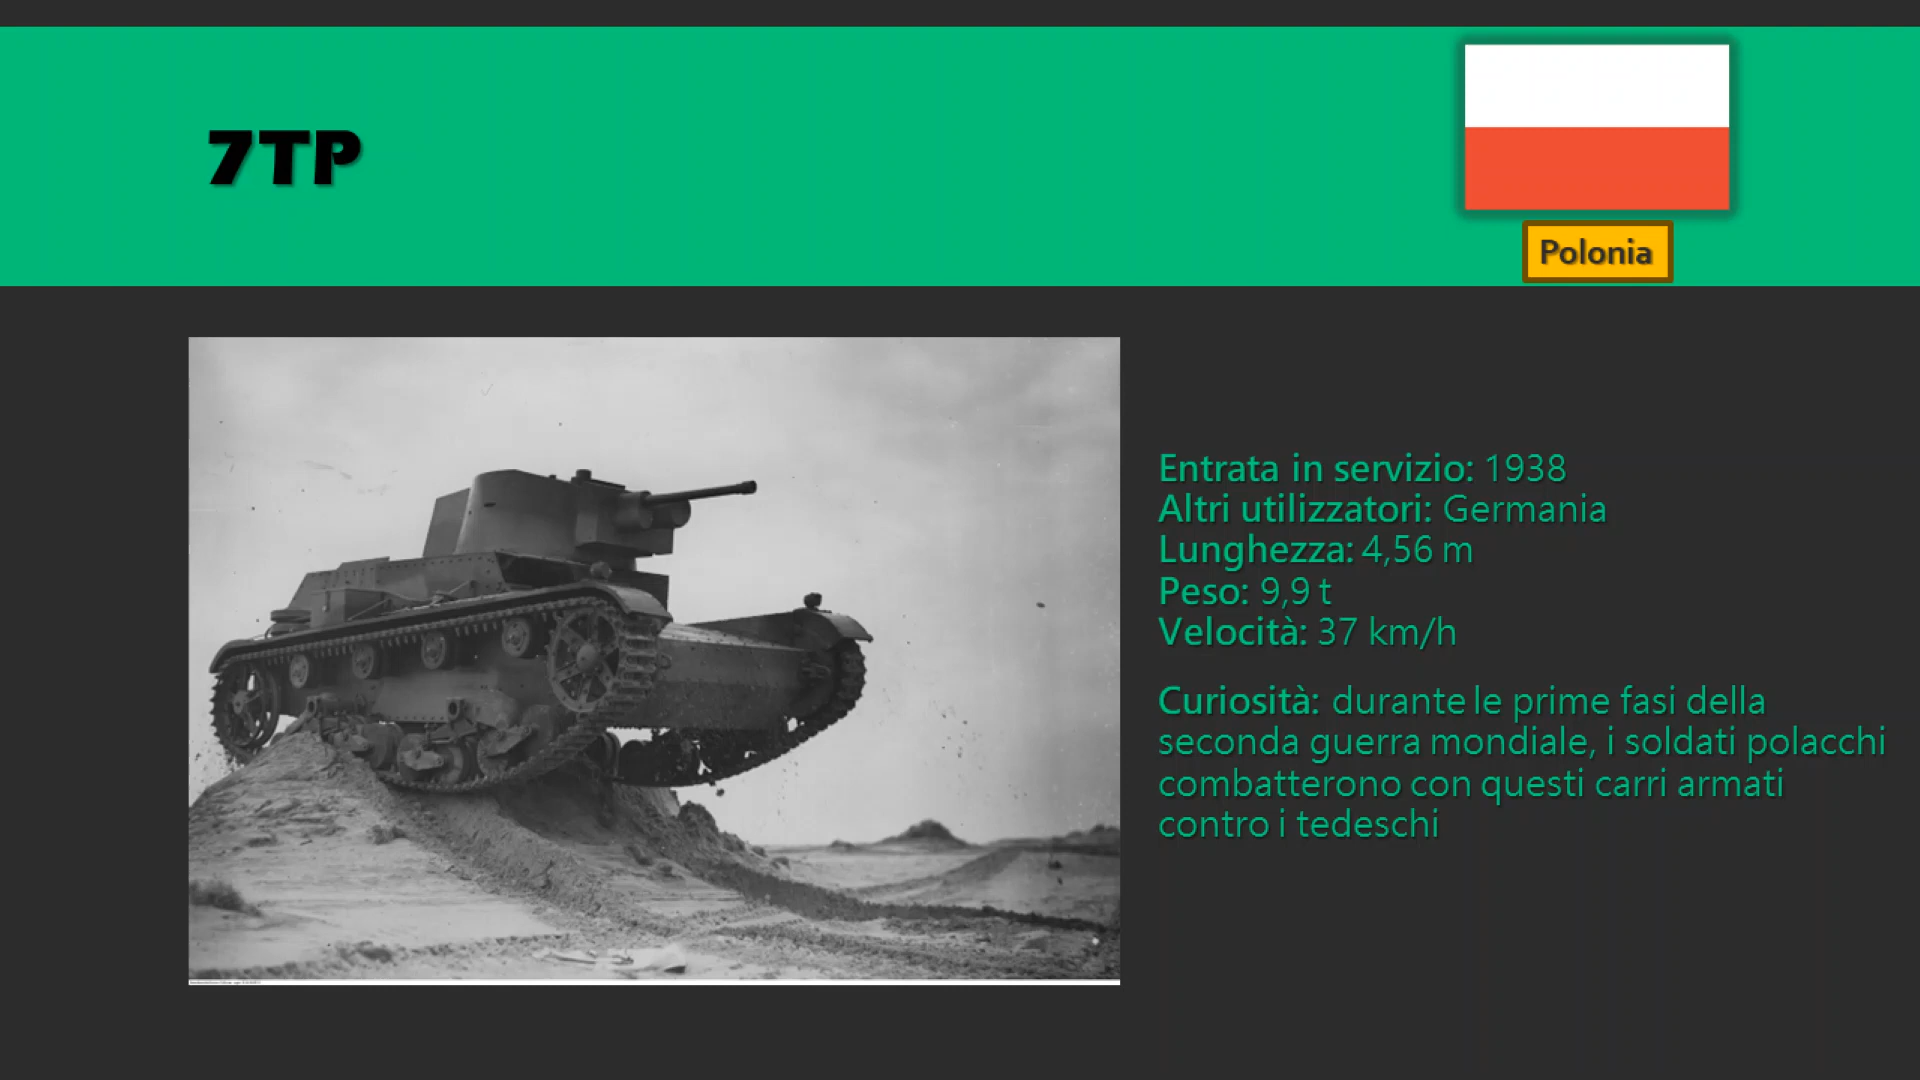 7TP
Polonia
Entrata in servizio: 1938
Altri utilizzatori: Germania
Lunghezza: 4,56 m
Peso: 9,9 t
Velocità: 37 km/h
Curiosità: durante le prime fasi della
seconda guerra mondiale, i soldati polacchi
combatterono con questi carri armati
contro i tedeschi